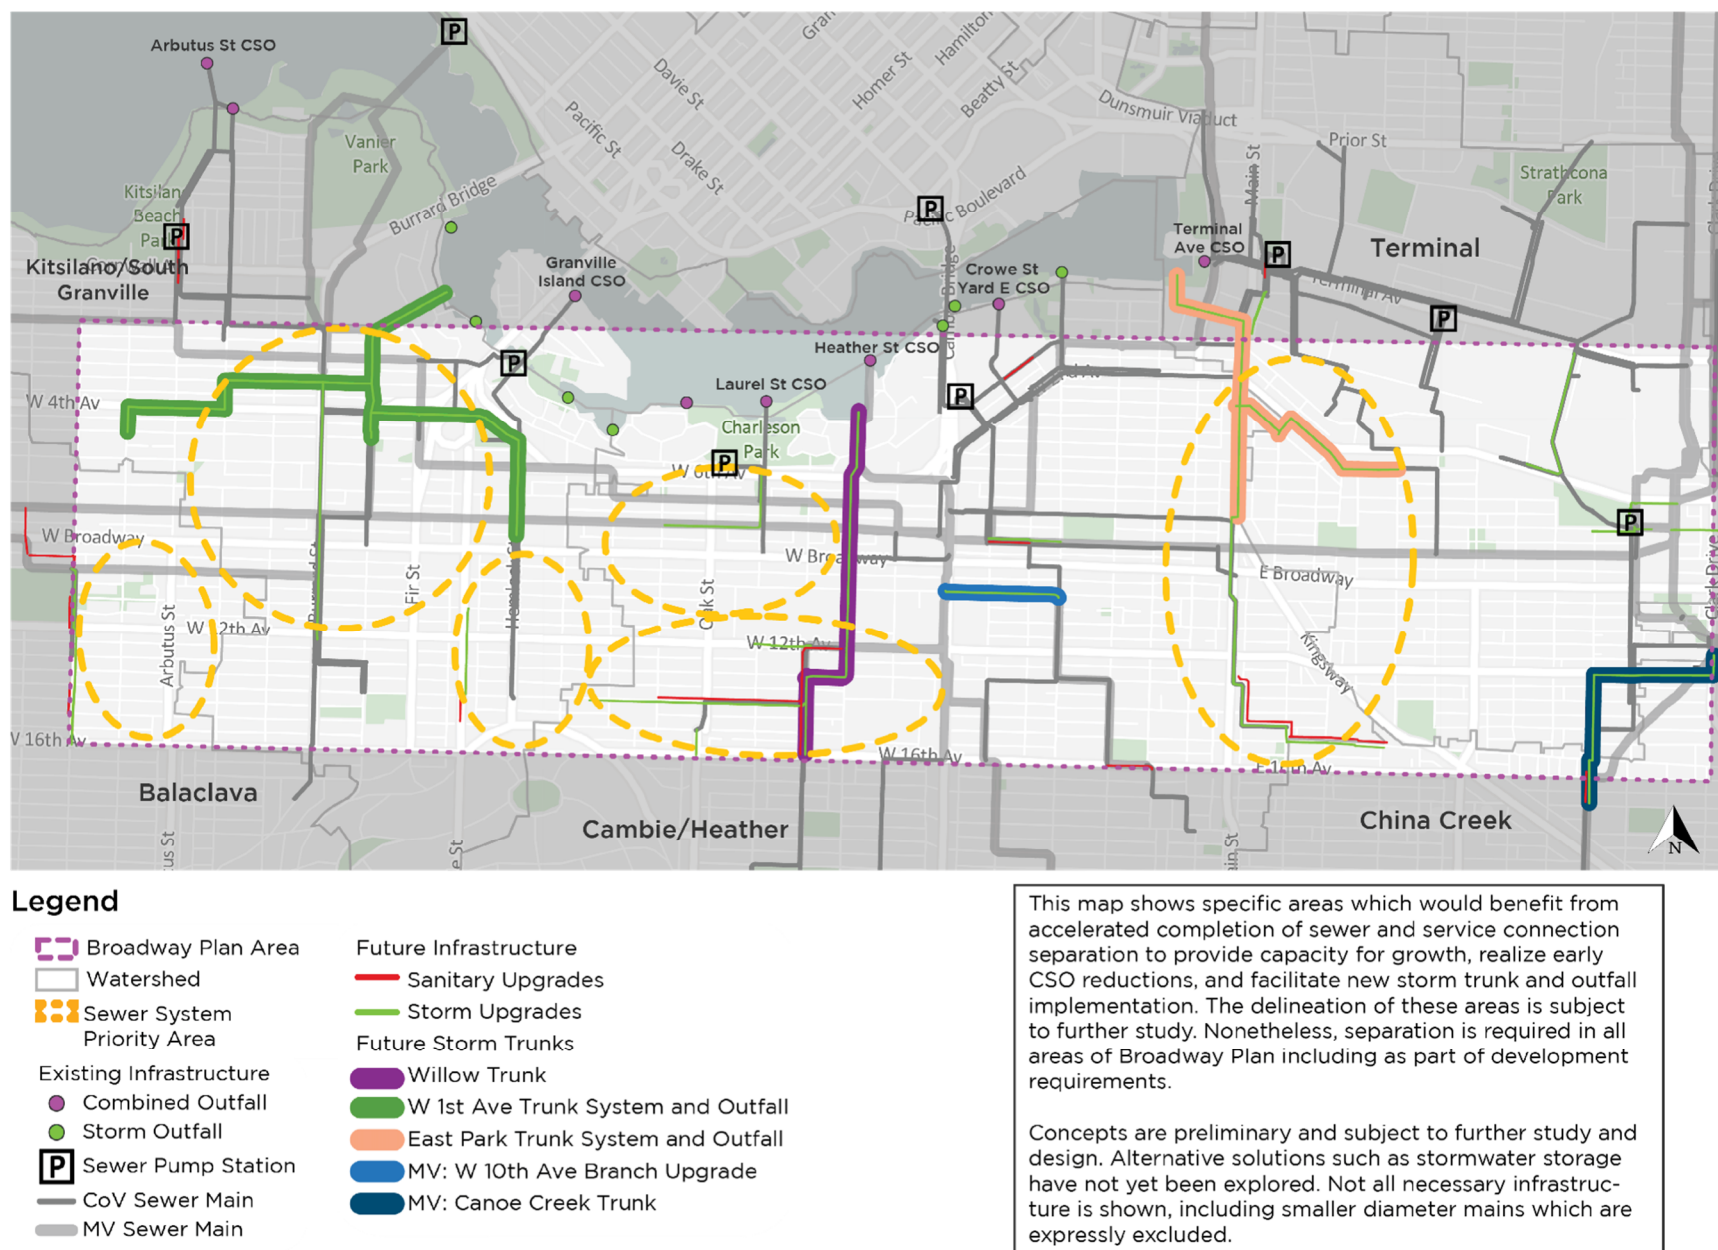 Arbutus St CSO
P
Gran
Hamilton
Davie St
Homer St
Beatty St
Pacific St
Dunsmuir Viaduct
Prior St
Vanier
Park
Drake St
Main St
Strathcona
Park
Kitsilan
Beach
Park
P
Burrard Bridge
P
Pacific Boulevard
Terminal
Ave CSO
P
Terminal
Kitsilano/South
Granville
Cornwall Av
Granville
Island CSO
Crowe St
Yard E CSO
Cambie Bridge
Terminal Av
P
Heather St CSO
P
Laurel St CSO
P
W 4th Av
Charleson
Park
P
W 6th Av
P
W Broadway
W Broadway
E Broadway
Fir St
Oak St
Arbutus St
W 12th Av
W 12th Av
Kingsway
Clark Drive
W 16th Av
W 16th Av
E 16th Av
Balaclava
Cambie/Heather
China Creek
N
Legend
Broadway Plan Area
Watershed
Sewer System
Priority Area
Existing Infrastructure
Combined Outfall
Storm Outfall
P Sewer Pump Station
CoV Sewer Main
MV Sewer Main
Future Infrastructure
Sanitary Upgrades
Storm Upgrades
Future Storm Trunks
Willow Trunk
W 1st Ave Trunk System and Outfall
East Park Trunk System and Outfall
MV: W 10th Ave Branch Upgrade
MV: Canoe Creek Trunk
This map shows specific areas which would benefit from
accelerated completion of sewer and service connection
separation to provide capacity for growth, realize early
CSO reductions, and facilitate new storm trunk and outfall
implementation. The delineation of these areas is subject
to further study. Nonetheless, separation is required in all
areas of Broadway Plan including as part of development
requirements.
Concepts are preliminary and subject to further study and
design. Alternative solutions such as stormwater storage
have not yet been explored. Not all necessary infrastruc-
ture is shown, including smaller diameter mains which are
expressly excluded.